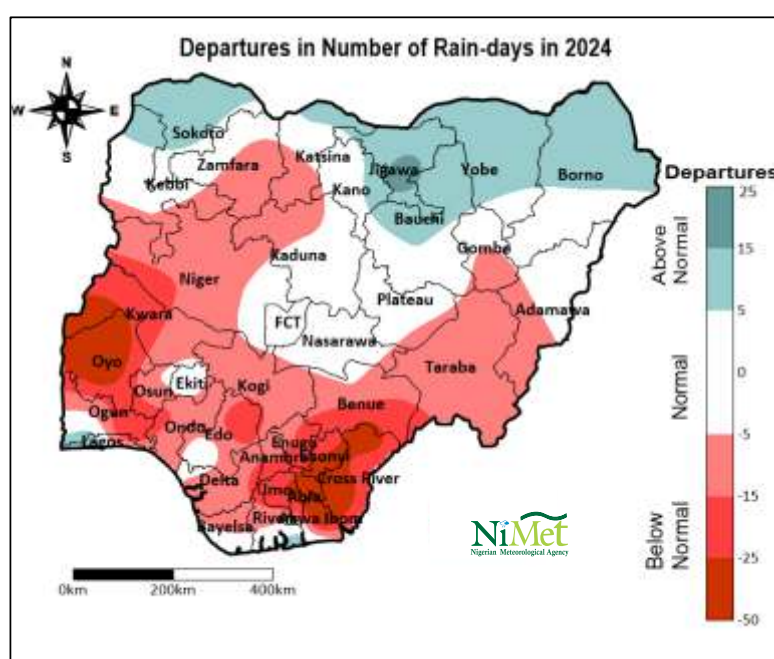 Departures in Number of Rain-days in 2024
N
W E
S
Sokoto
Zamfara
Katsina
Jigawa
Yobe
Borno
Kebbi
Kano
Bauchi
Gombe
Kaduna
Niger
Plateau
Adamawa
Kwara
FCT
Nasarawa
Oyo
Taraba
Ekiti
Osun
Kogi
Benue
Ogun
Ondo
Edo
Lagos
Enugu
Anambra
Ebonyi
Delta
Cross River
Imo
Abia
Bayelsa
Rivers
Akwa Ibom
Departures
25
Above
Normal
15
5
Normal
0
-5
-15
Below
Normal
-25
-50
NiMet
Nigerian Meteorological Agency
0km 200km 400km